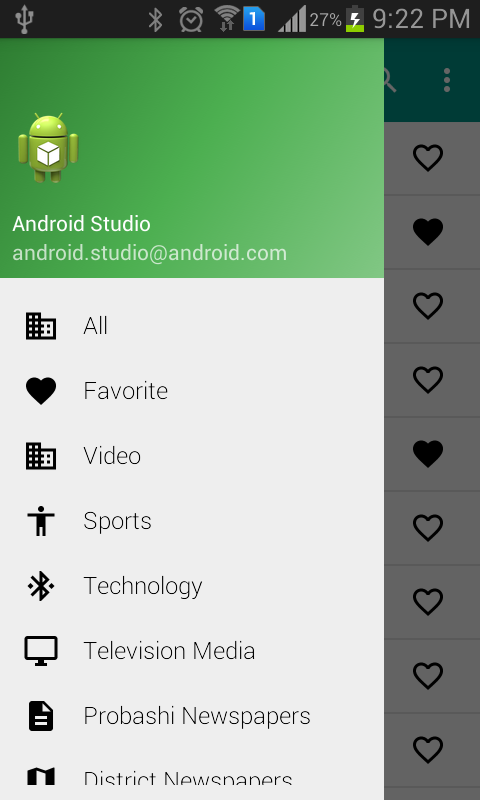 1 27% 9:22 PM
Android Studio
android.studio@android.com
All
Favorite
Video
Sports
Technology
Television Media
Probashi Newspapers
District Newspapers